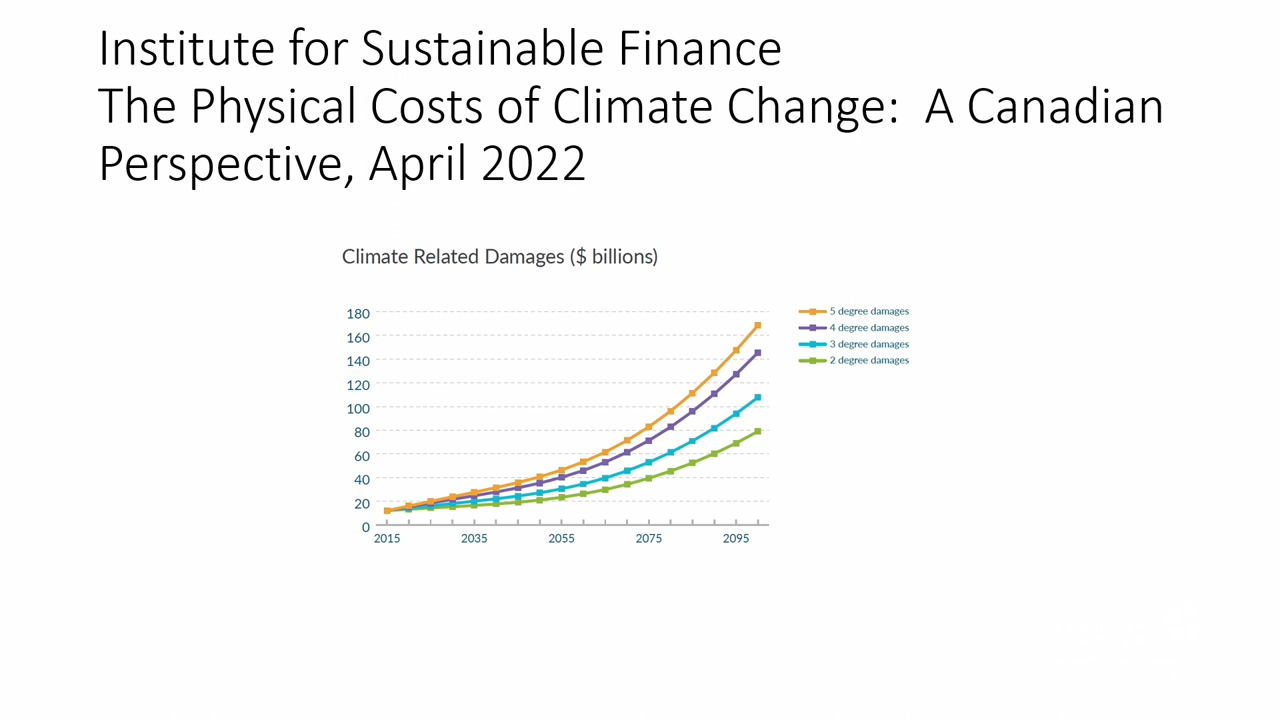 Institute for Sustainable Finance
The Physical Costs of Climate Change:  A Canadian
Perspective, April 2022
Climate Related Damages ($ billions)
180
160
140
120
100
80
60
40
20
0
2015
2035
2055
2075
2095
5 degree damages
4 degree damages
3 degree damages
2 degree damages